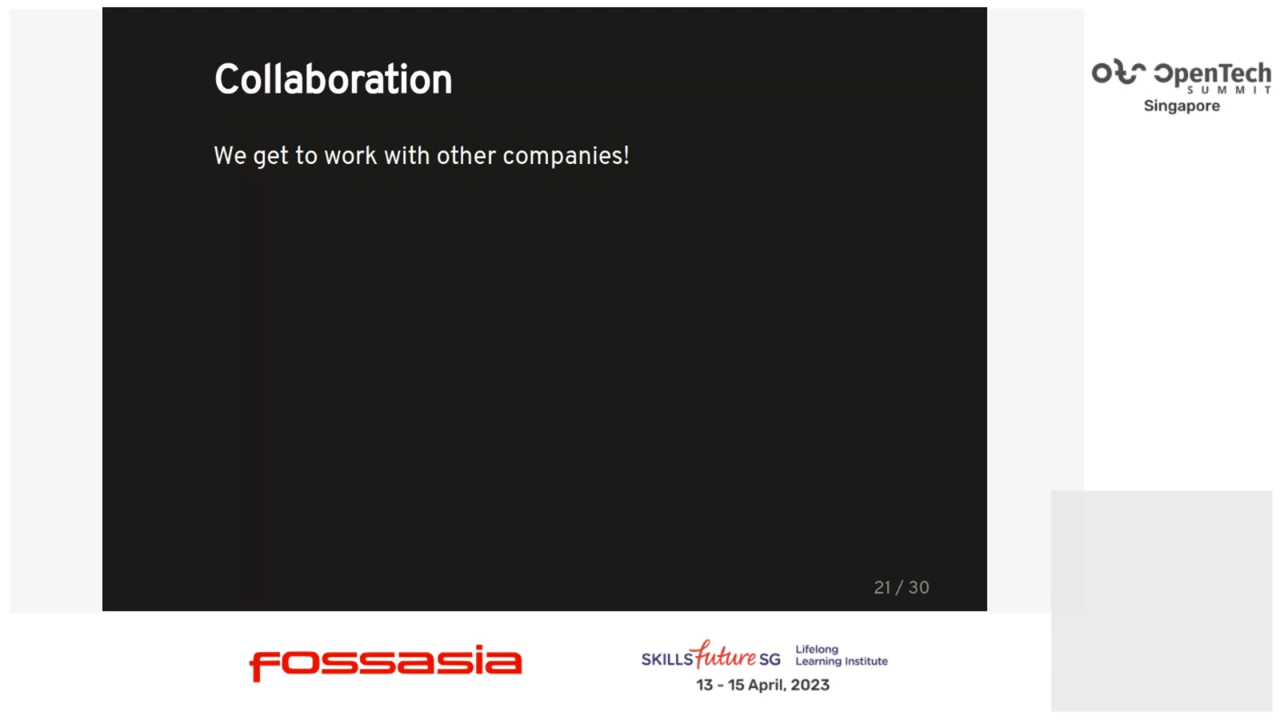 Collaboration
We get to work with other companies!
21 / 30
OpenTech
SUMMIT
Singapore
fossasia
SKILLSfuture SG
Lifelong
Learning Institute
13 - 15 April, 2023